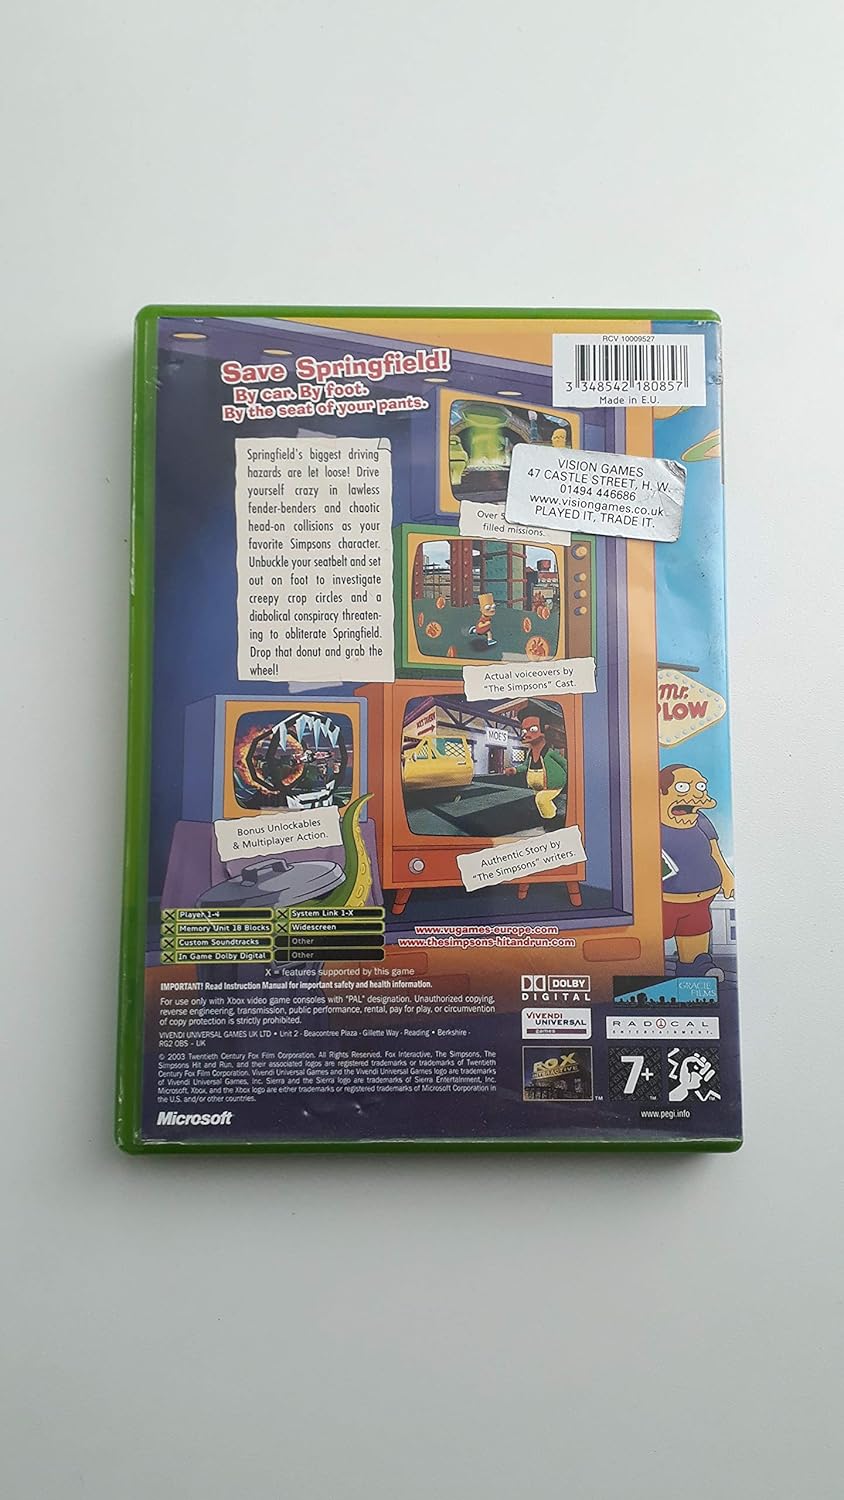 Save Springfield!
By car. By foot.
By the seat of your pants.
RCV 10009527
3 348542 180857
Made in E.U.
Springfield's biggest driving
hazards are let loose! Drive
yourself crazy in lawless
fender-benders and chaotic
head-on collisions as your
favorite Simpsons character.
Unbuckle your seatbelt and set
out on foot to investigate
creepy crop circles and a
diabolical conspiracy threaten-
ing to obliterate Springfield.
Drop that donut and grab the
wheel!
VISION GAMES
47 CASTLE STREET, H. W.
01494 446686
www.visiongames.co.uk
PLAYED IT, TRADE IT.
Over 5
filled missions.
Actual voiceovers by
"The Simpsons" Cast.
Mr.
PLOW
MOE'S
Bonus Unlockables
& Multiplayer Action.
Authentic Story by
"The Simpsons" writers.
X Player 1-4
X System Link 1-X
X Memory Unit 18 Blocks
X Widescreen
X Custom Soundtracks
Other
X In Game Dolby Digital
Other
X = features supported by this game
www.vugames-europe.com
www.thesimpsons-hitandrun.com
IMPORTANT! Read Instruction Manual for important safety and health information.
For use only with Xbox video game consoles with "PAL" designation. Unauthorized copying,
reverse engineering, transmission, public performance, rental, pay for play, or circumvention
of copy protection is strictly prohibited.
VIVENDI UNIVERSAL GAMES UK LTD • Unit 2 - Beacontree Plaza - Gillette Way - Reading • Berkshire -
RG2 0BS - UK
© 2003 Twentieth Century Fox Film Corporation. All Rights Reserved. Fox Interactive, The Simpsons, The
Simpsons Hit and Run, and their associated logos are registered trademarks or trademarks of Twentieth
Century Fox Film Corporation. Vivendi Universal Games and the Vivendi Universal Games logo are trademarks
of Vivendi Universal Games, Inc. Sierra and the Sierra logo are trademarks of Sierra Entertainment, Inc.
Microsoft, Xbox, and the Xbox logo are either trademarks or registered trademarks of Microsoft Corporation in
the U.S. and/or other countries.
Microsoft
DOLBY
DIGITAL
GRACIE
FILMS
VIVENDI
UNIVERSAL
games
RADICAL
ENTERTAINMENT
FOX
INTERACTIVE
TM
7+
TM
www.pegi.info